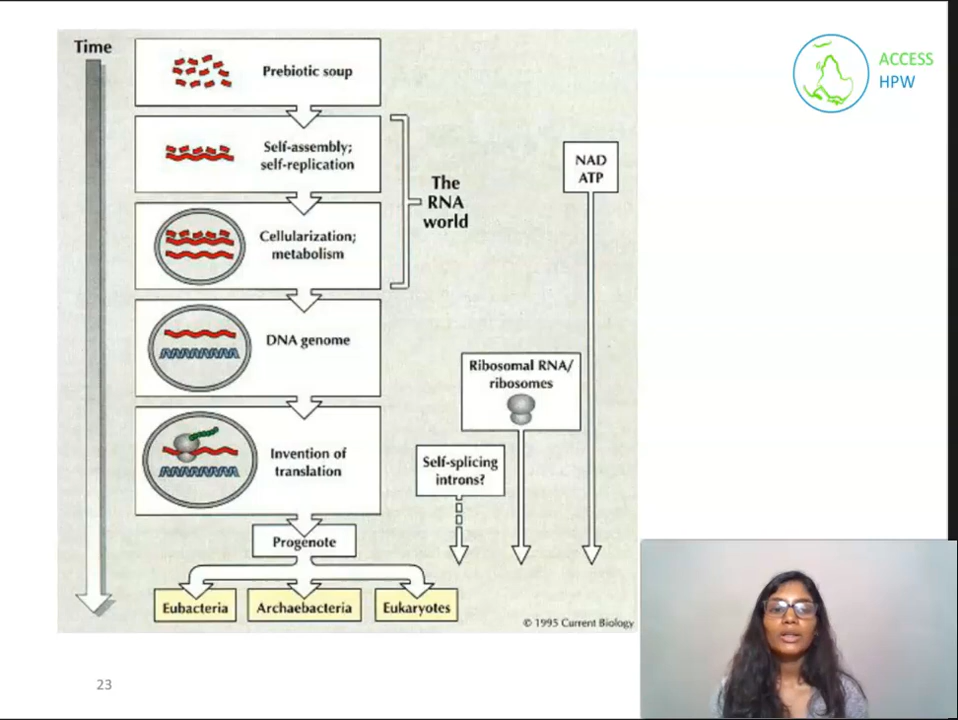 Time
Prebiotic soup
Self-assembly;
self-replication
The
RNA
world
Cellularization;
metabolism
DNA genome
Invention of
translation
Progenote
Eubacteria
Archaebacteria
Eukaryotes
NAD
ATP
Ribosomal RNA/
ribosomes
Self-splicing
introns?
© 1995 Current Biology
ACCESS
HPW
23